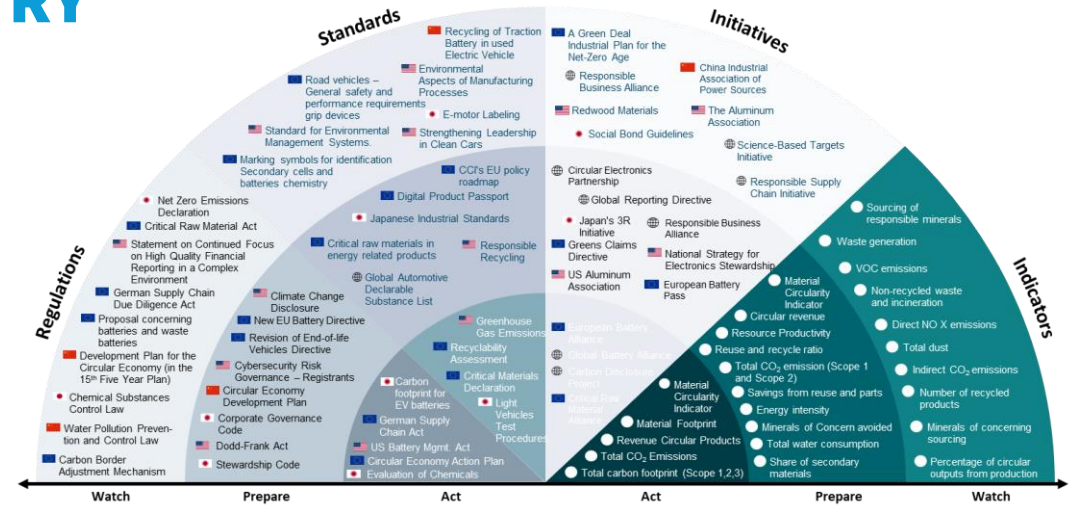 RY
Standards
Recycling of Traction
Battery in used
Electric Vehicle
Environmental
Aspects of Manufacturing
Processes
Road vehicles –
General safety and
performance requirements
grip devices
E-motor Labeling
Standard for Environmental
Management Systems.
Strengthening Leadership
in Clean Cars
Marking symbols for identification
Secondary cells and
batteries chemistry
CCI's EU policy
roadmap
Digital Product Passport
Japanese Industrial Standards
Critical raw materials in
energy related products
Responsible
Recycling
Global Automotive
Declarable
Substance List
Greenhouse
Gas Emissions
Recyclability
Assessment
Critical Materials
Declaration
Light
Vehicles
Test
Procedures
Initiatives
A Green Deal
Industrial Plan for the
Net-Zero Age
China Industrial
Association of
Power Sources
Responsible
Business Alliance
Redwood Materials
The Aluminum
Association
Social Bond Guidelines
Science-Based Targets
Initiative
Responsible Supply
Chain Initiative
Circular Electronics
Partnership
Global Reporting Directive
Japan's 3R
Initiative
Responsible Business
Alliance
Greens Claims
Directive
National Strategy for
Electronics Stewardship
US Aluminum
Association
European Battery
Pass
European Battery
Alliance
Global Battery Alliance
Carbon Disclosure
Project
Critical Raw
Material
Alliance
Regulations
Net Zero Emissions
Declaration
Critical Raw Material Act
Statement on Continued Focus
on High Quality Financial
Reporting in a Complex
Environment
German Supply Chain
Due Diligence Act
Proposal concerning
batteries and waste
batteries
Development Plan for the
Circular Economy (in the
15th Five Year Plan)
Chemical Substances
Control Law
Water Pollution Preven-
tion and Control Law
Carbon Border
Adjustment Mechanism
Climate Change
Disclosure
New EU Battery Directive
Revision of End-of-life
Vehicles Directive
Cybersecurity Risk
Governance – Registrants
Circular Economy
Development Plan
Corporate Governance
Code
Dodd-Frank Act
Stewardship Code
Carbon
footprint for
EV batteries
German Supply
Chain Act
US Battery Mgmt. Act
Circular Economy Action Plan
Evaluation of Chemicals
Indicators
Sourcing of
responsible minerals
Waste generation
VOC emissions
Non-recycled waste
and incineration
Direct NO X emissions
Total dust
Indirect CO2 emissions
Number of recycled
products
Minerals of concerning
sourcing
Percentage of circular
outputs from production
Material
Circularity
Indicator
Circular revenue
Resource Productivity
Reuse and recycle ratio
Total CO2 emission (Scope 1
and Scope 2)
Savings from reuse and parts
Energy intensity
Minerals of Concern avoided
Total water consumption
Share of secondary
materials
Material
Circularity
Indicator
Material Footprint
Revenue Circular Products
Total CO2 Emissions
Total carbon footprint (Scope 1,2,3)
Watch
Prepare
Act
Act
Prepare
Watch